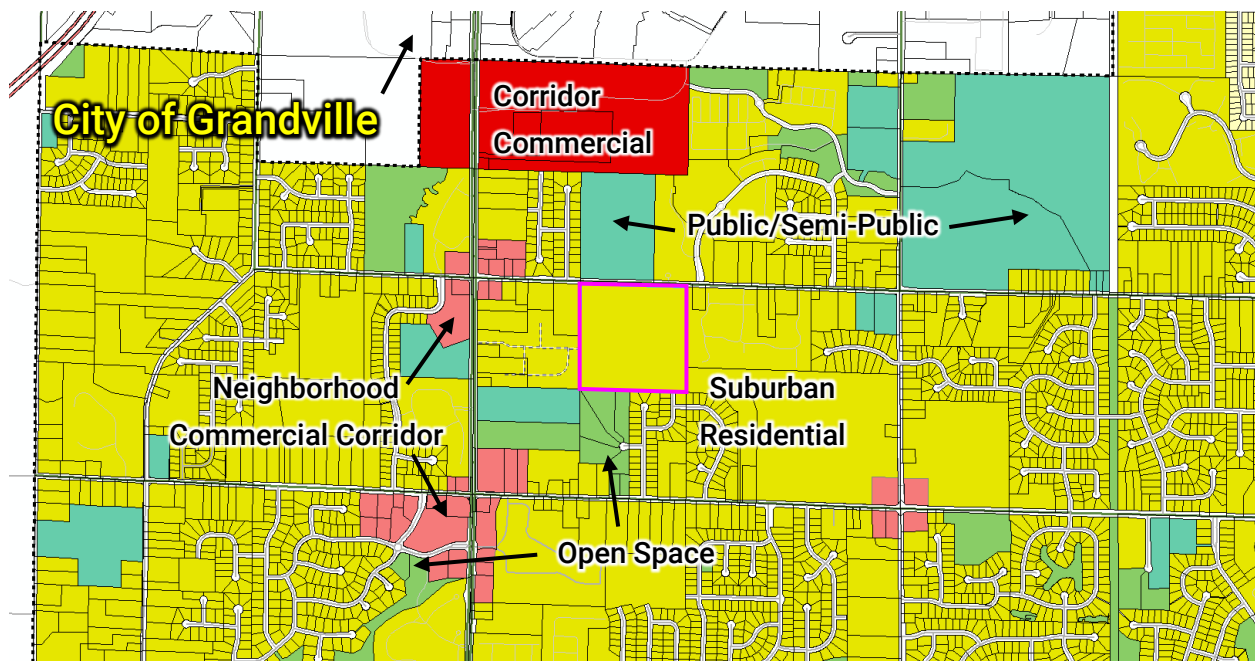 City of Grandville
Corridor
Commercial
Public/Semi-Public
Neighborhood
Commercial Corridor
Suburban
Residential
Open Space